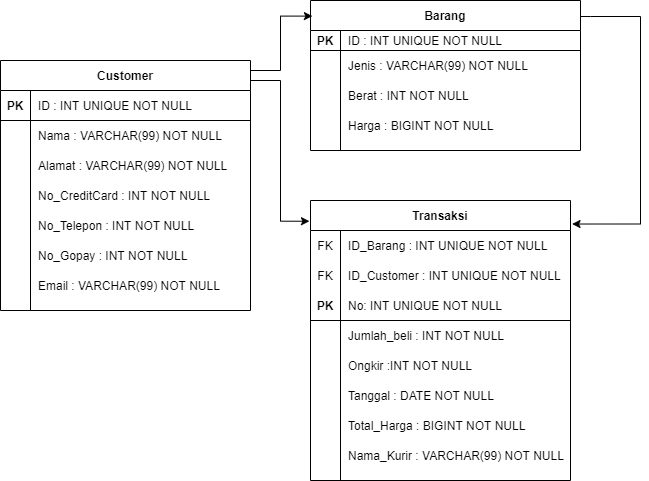 Customer
PK ID : INT UNIQUE NOT NULL
Nama : VARCHAR(99) NOT NULL
Alamat : VARCHAR(99) NOT NULL
No_CreditCard : INT NOT NULL
No_Telepon : INT NOT NULL
No_Gopay : INT NOT NULL
Email : VARCHAR(99) NOT NULL
Barang
PK ID : INT UNIQUE NOT NULL
Jenis : VARCHAR(99) NOT NULL
Berat : INT NOT NULL
Harga : BIGINT NOT NULL
Transaksi
FK ID_Barang : INT UNIQUE NOT NULL
FK ID_Customer : INT UNIQUE NOT NULL
PK No: INT UNIQUE NOT NULL
Jumlah_beli : INT NOT NULL
Ongkir :INT NOT NULL
Tanggal : DATE NOT NULL
Total_Harga : BIGINT NOT NULL
Nama_Kurir : VARCHAR(99) NOT NULL